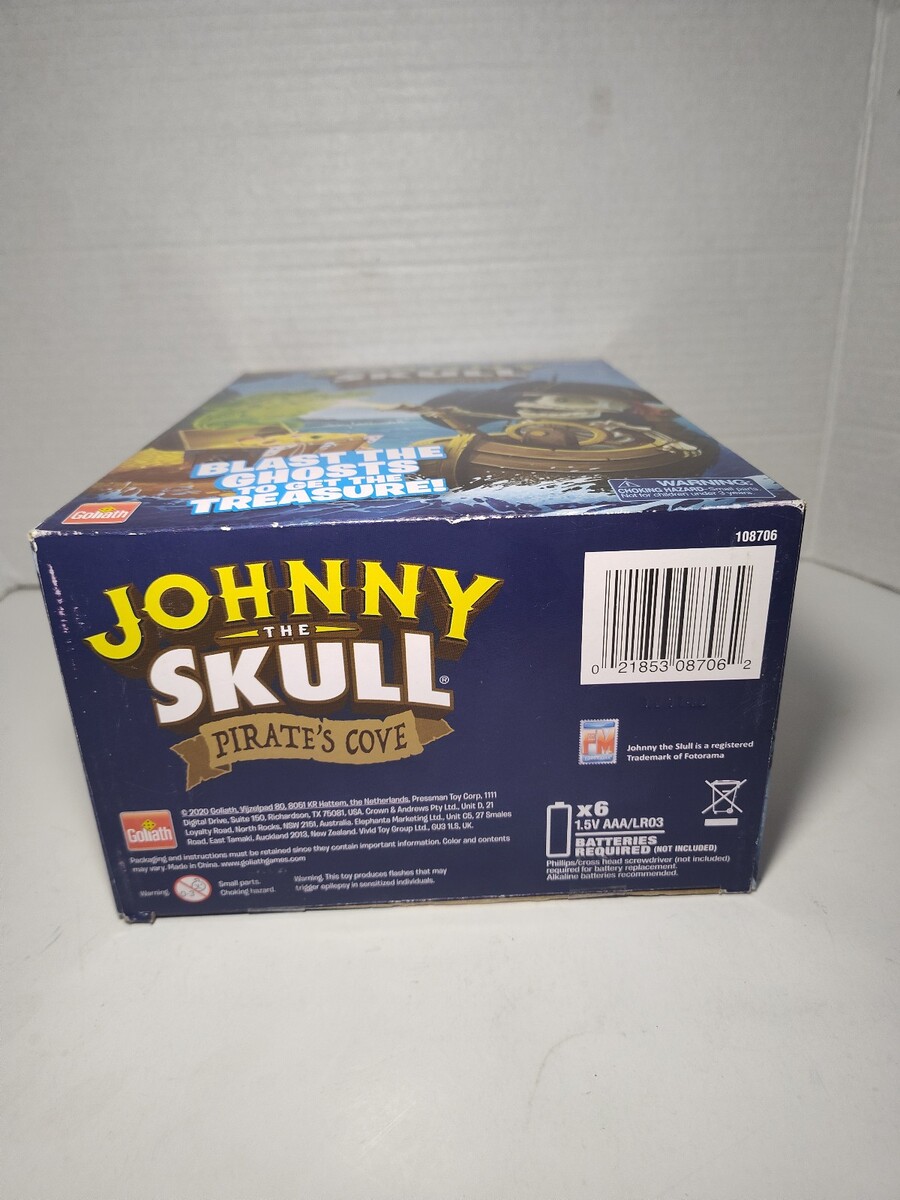 SKULL
BLAST THE
GHOSTS
TO GET THE
TREASURE!
Goliath
WARNING:
CHOKING HAZARD-Small parts
Not for children under 3 years.
108706
JOHNNY
THE
SKULL®
PIRATE'S COVE
0 21853 08706 2
FM
Johnny the Slull is a registered
Trademark of Fotorama
Goliath
© 2020 Goliath, Vijzelpad 80, 8051 KR Hattem, the Netherlands, Pressman Toy Corp, 1111
Digital Drive, Suite 150, Richardson, TX 75081, USA. Crown & Andrews Pty Ltd., Unit D, 21
Loyalty Road, North Rocks, NSW 2151, Australia. Elephanta Marketing Ltd., Unit C5, 27 Smales
Road, East Tamaki, Auckland 2013, New Zealand. Vivid Toy Group Ltd., GU3 1LS, UK.
Packaging and instructions must be retained since they contain important information. Color and contents
may vary. Made in China. www.goliathgames.com
Warning.
0-3
Small parts.
Choking hazard.
Warning. This toy produces flashes that may
trigger epilepsy in sensitized individuals.
x6
1.5V AAA/LR03
BATTERIES
REQUIRED (NOT INCLUDED)
Phillips/cross head screwdriver (not included)
required for battery replacement.
Alkaline batteries recommended.